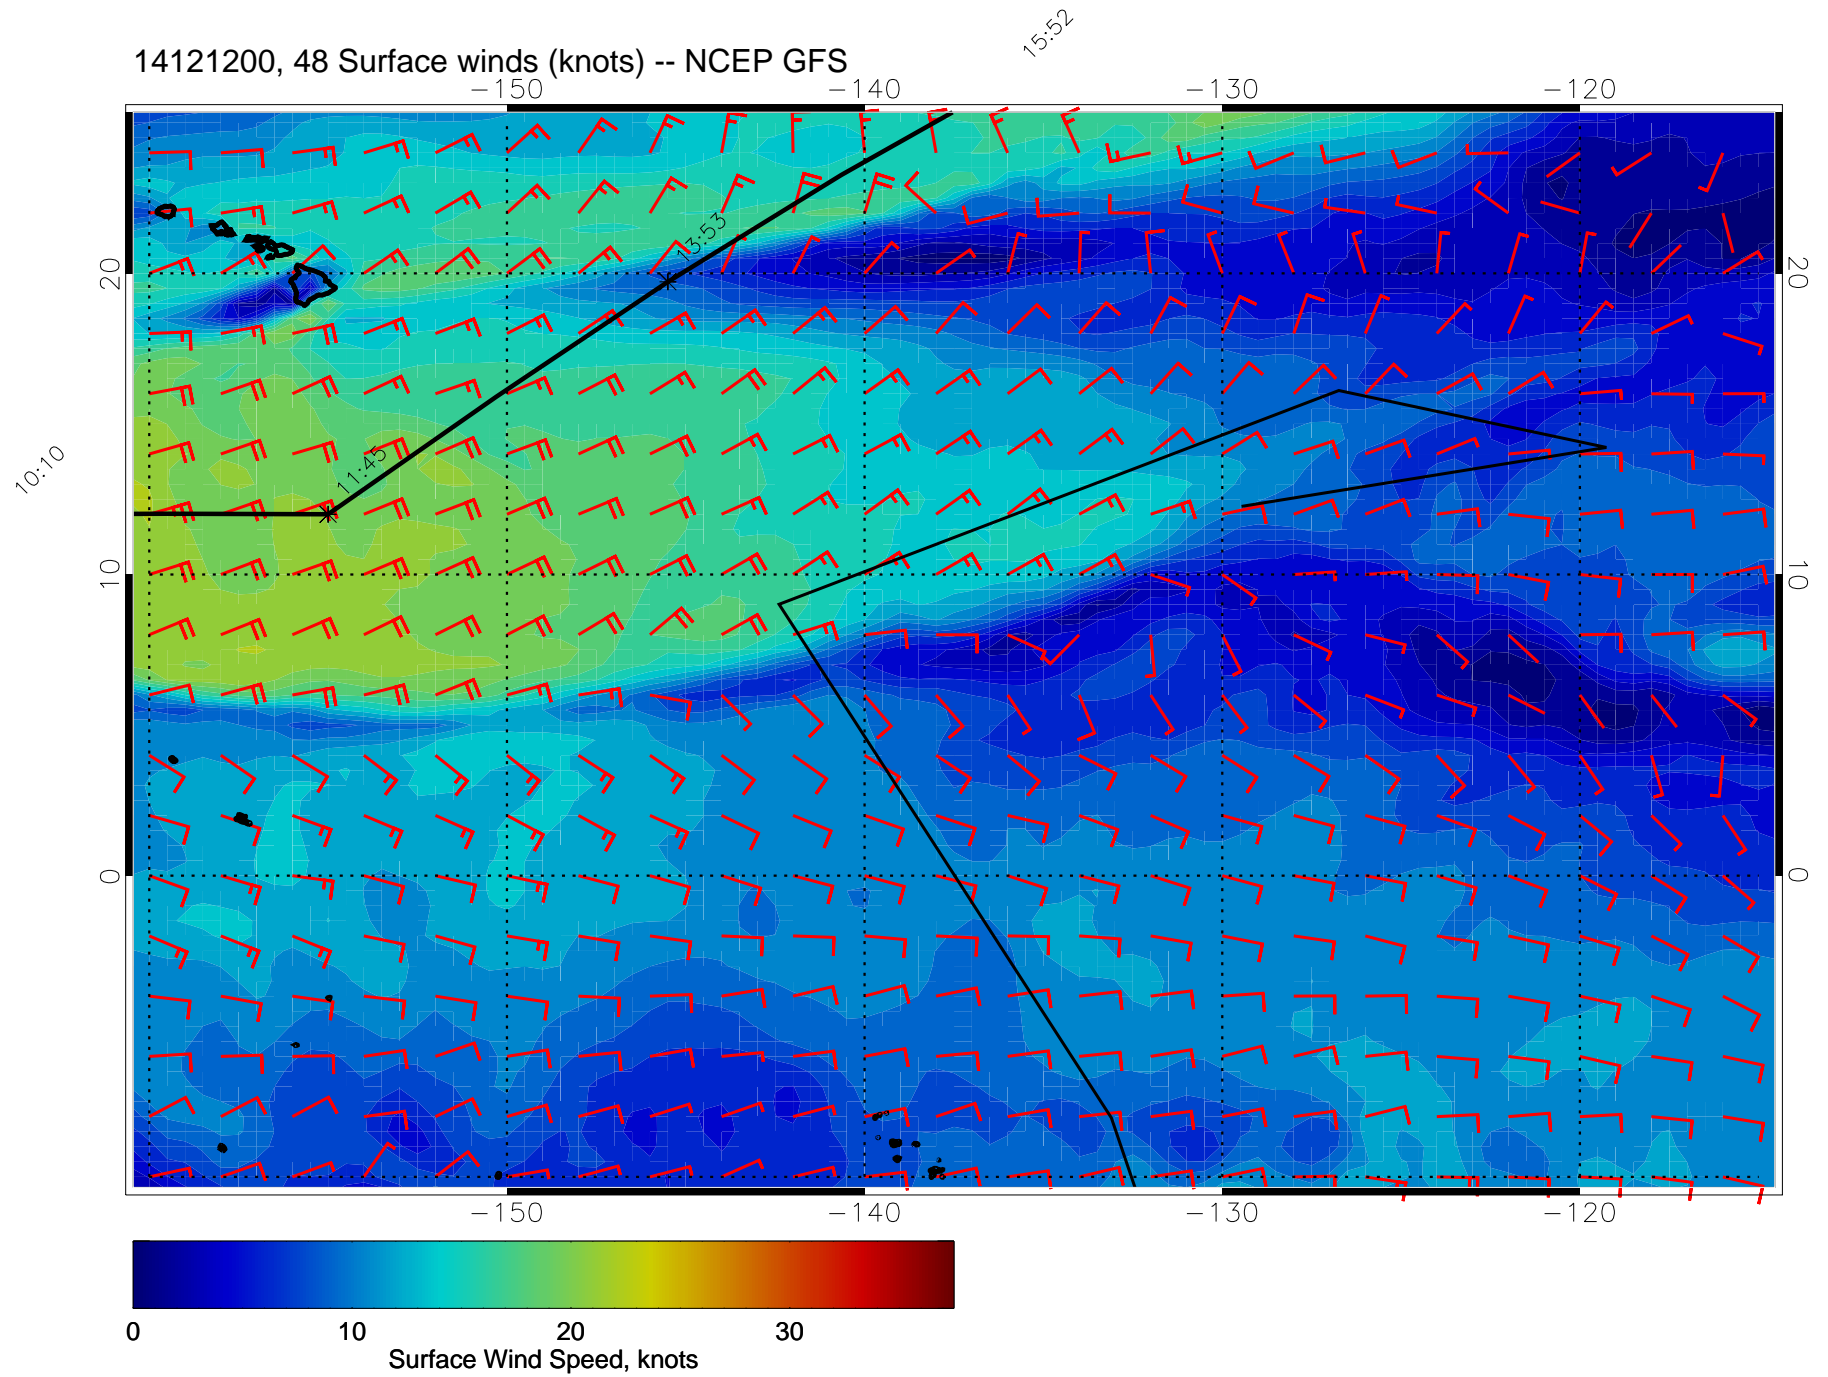 15:52
14121200, 48 Surface winds (knots) -- NCEP GFS
-150 -140 -130 -120
13:53
20 20
11:45
10:10
10 10
0 0
-150 -140 -130 -120
0 10 20 30
Surface Wind Speed, knots